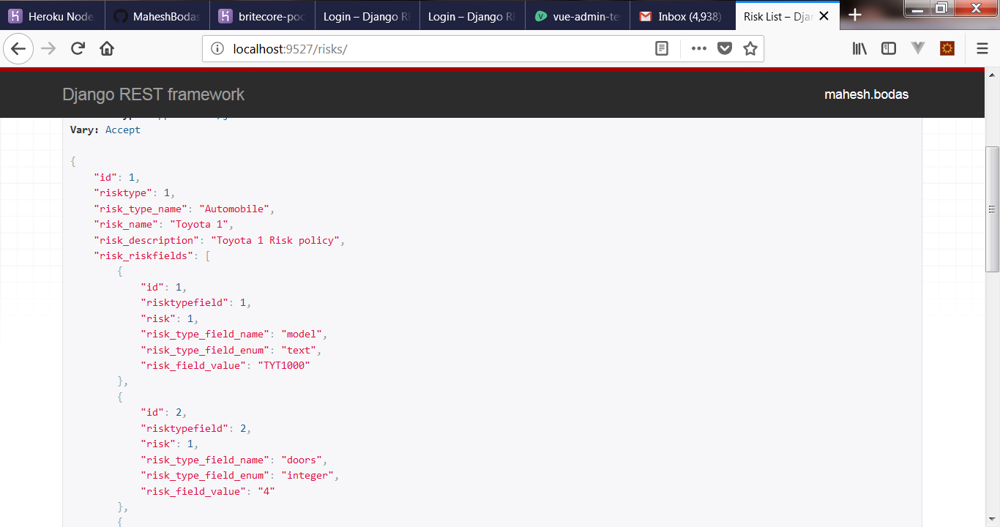 Heroku Node.
MaheshBodas
britecore-poc
Login – Django RE
Login – Django RE
vue-admin-te
Inbox (4,938)
Risk List – Djan
localhost:9527/risks/
Django REST framework
mahesh.bodas
Vary: Accept
{
"id": 1,
"risktype": 1,
"risk_type_name": "Automobile",
"risk_name": "Toyota 1",
"risk_description": "Toyota 1 Risk policy",
"risk_riskfields": [
{
"id": 1,
"risktypefield": 1,
"risk": 1,
"risk_type_field_name": "model",
"risk_type_field_enum": "text",
"risk_field_value": "TYT1000"
},
{
"id": 2,
"risktypefield": 2,
"risk": 1,
"risk_type_field_name": "doors",
"risk_type_field_enum": "integer",
"risk_field_value": "4"
},
{